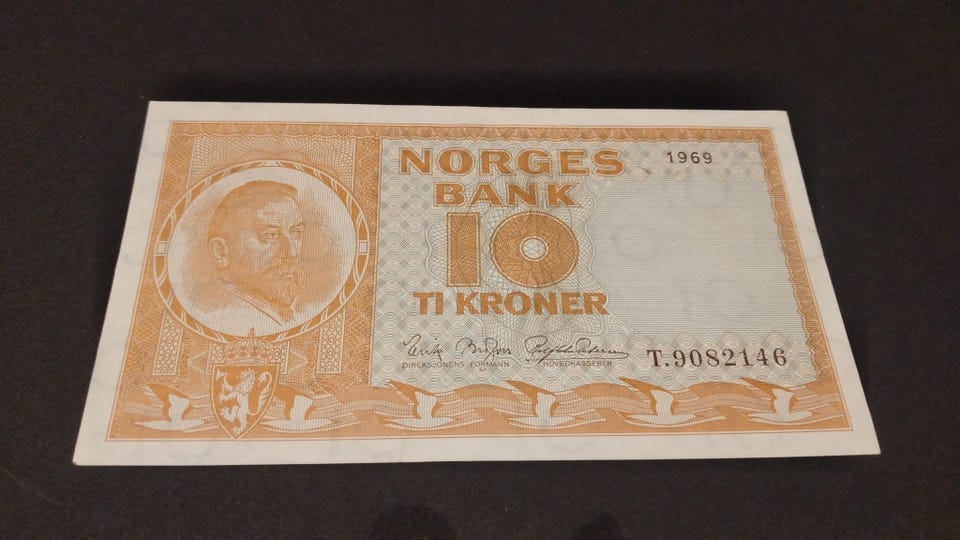 NORGES
BANK
1969
10
TI KRONER
DIREKSJONENS FORMANN
HOVEDKASSERER
T.9082146